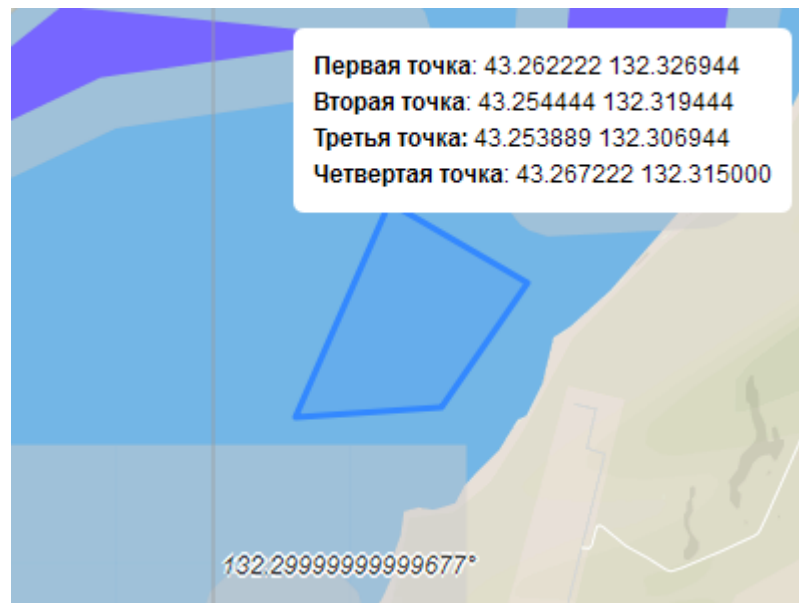 Первая точка: 43.262222 132.326944
Вторая точка: 43.254444 132.319444
Третья точка: 43.253889 132.306944
Четвертая точка: 43.267222 132.315000
132.29999999999677°